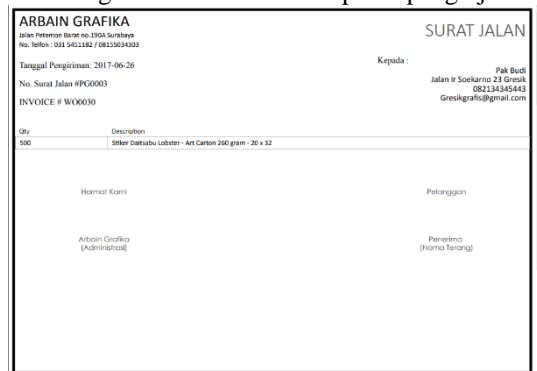 ARBAIN GRAFIKA
Jalan Petemon Barat no.190A Surabaya
No. Telfon : 031 5451182 / 08155034303
SURAT JALAN
Tanggal Pengiriman: 2017-06-26
No. Surat Jalan #PG0003
INVOICE # WO0030
Kepada :
Pak Budi
Jalan Ir Soekarno 23 Gresik
082134345443
Gresikgrafis@gmail.com
Qty Description
500 Stiker Daitsabu Lobster - Art Carton 260 gram - 20 x 32
Hormat Kami Pelanggan
Arbain Grafika Penerima
(Administrasi) (Nama Terang)